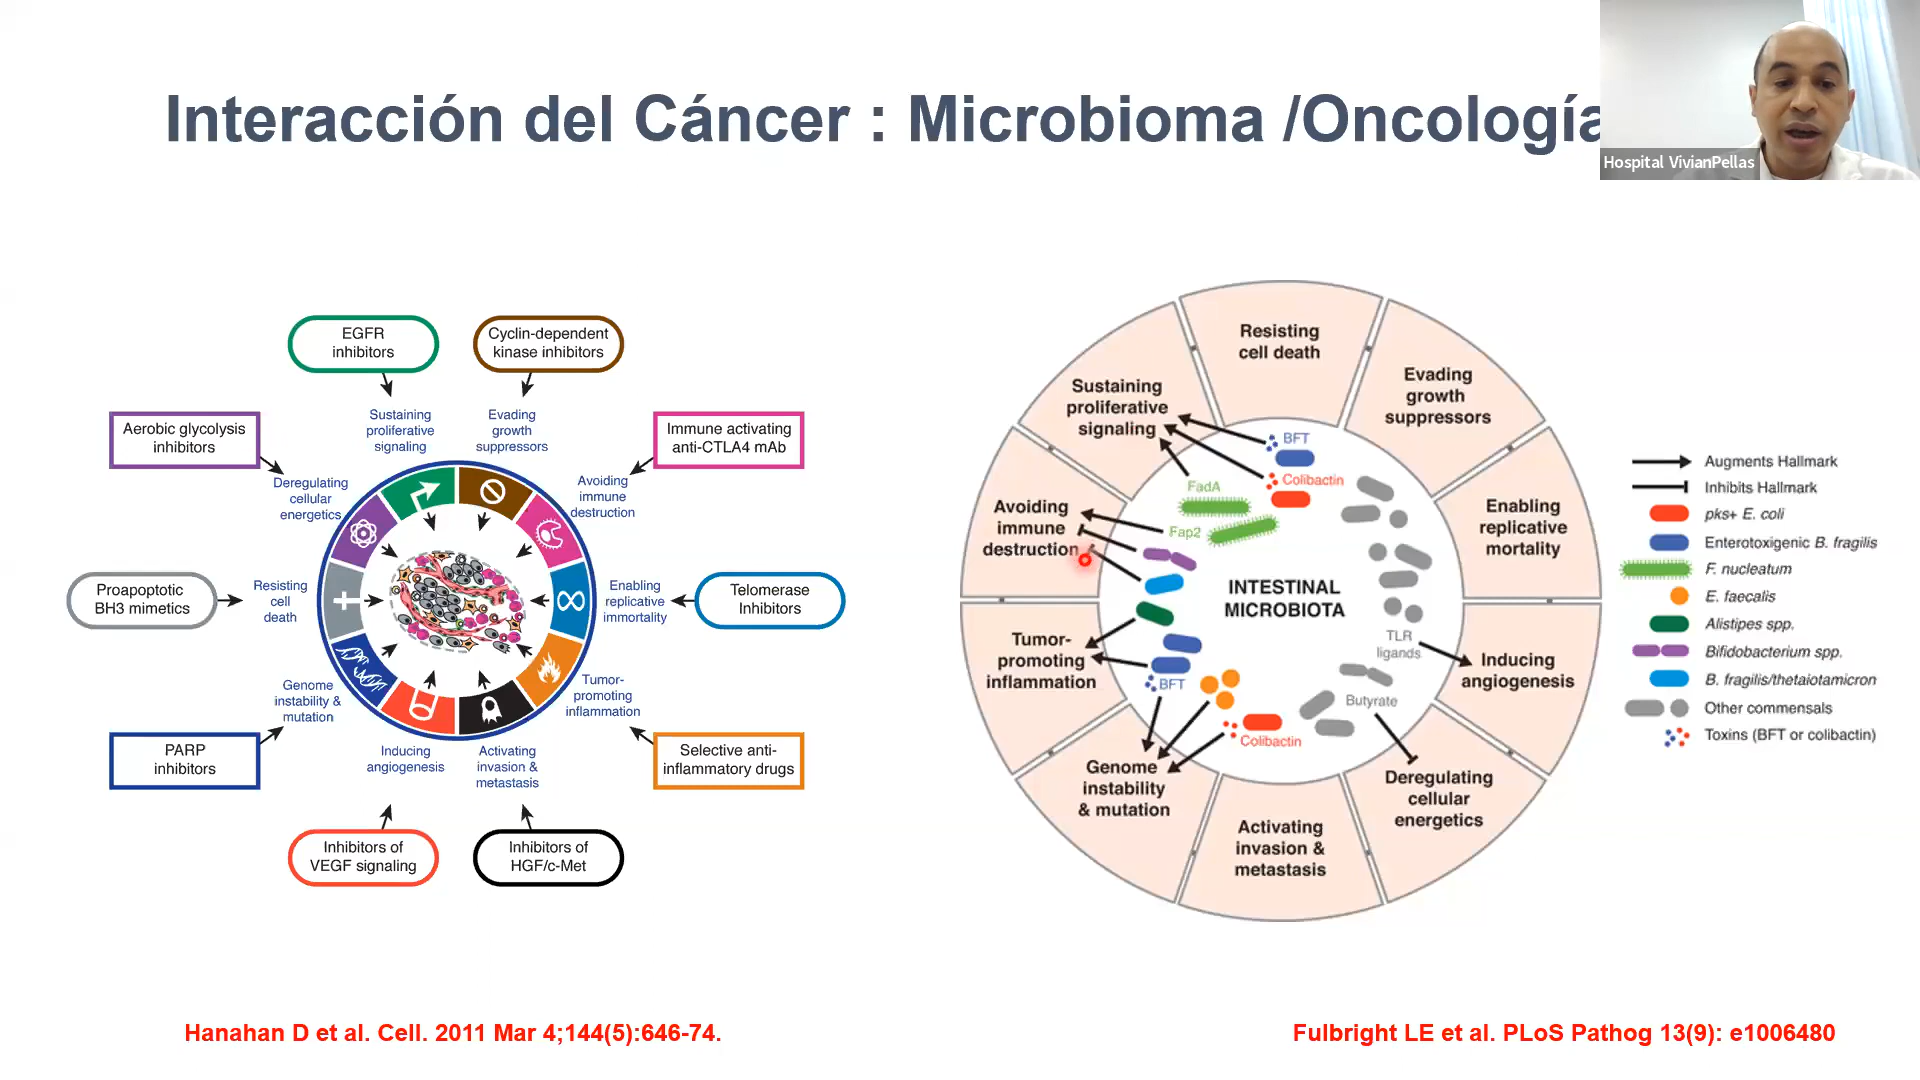 Interacción del Cáncer : Microbioma /Oncología
Hospital VivianPellas
EGFR
inhibitors
Cyclin-dependent
kinase inhibitors
Aerobic glycolysis
inhibitors
Sustaining
proliferative
signaling
Evading
growth
suppressors
Immune activating
anti-CTLA4 mAb
Deregulating
cellular
energetics
Avoiding
immune
destruction
Proapoptotic
BH3 mimetics
Resisting
cell
death
Enabling
replicative
immortality
Telomerase
Inhibitors
Genome
instability &
mutation
Tumor-
promoting
inflammation
PARP
inhibitors
Inducing
angiogenesis
Activating
invasion &
metastasis
Selective anti-
inflammatory drugs
Inhibitors of
VEGF signaling
Inhibitors of
HGF/c-Met
Resisting
cell death
Evading
growth
suppressors
Sustaining
proliferative
signaling
BFT
Colibactin
FadA
Fap2
Avoiding
immune
destruction
Enabling
replicative
mortality
INTESTINAL
MICROBIOTA
TLR
ligands
Tumor-
promoting
inflammation
Inducing
angiogenesis
BFT
Butyrate
Colibactin
Genome
instability
& mutation
Deregulating
cellular
energetics
Activating
invasion &
metastasis
Augments Hallmark
Inhibits Hallmark
pks+ E. coli
Enterotoxigenic B. fragilis
F. nucleatum
E. faecalis
Alistipes spp.
Bifidobacterium spp.
B. fragilis/thetaiotamicron
Other commensals
Toxins (BFT or colibactin)
Hanahan D et al. Cell. 2011 Mar 4;144(5):646-74.
Fulbright LE et al. PLoS Pathog 13(9): e1006480